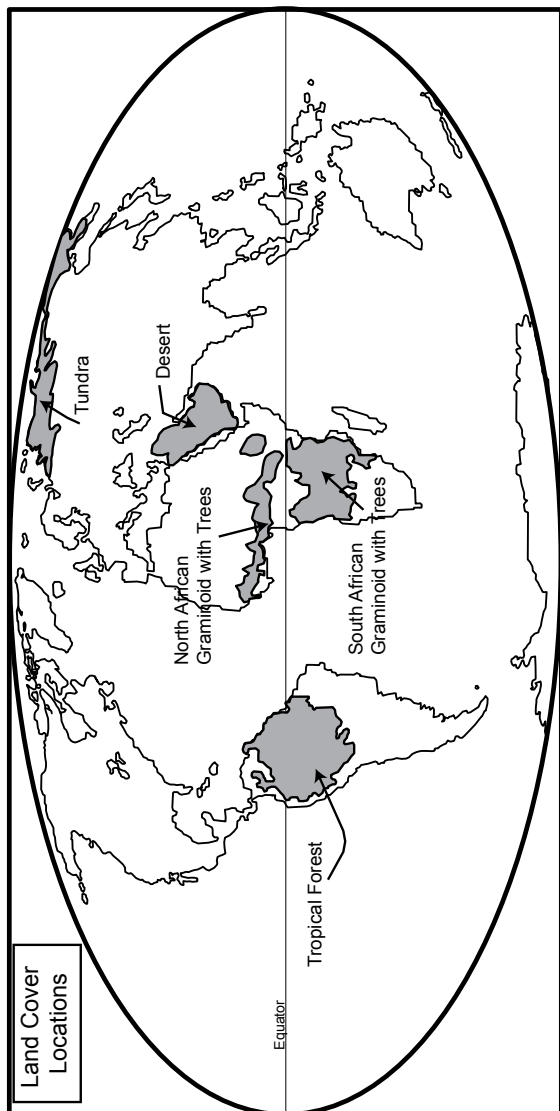 Land Cover
Locations
Tundra
Desert
North African
Graminoid with Trees
South African
Graminoid with Trees
Tropical Forest
Equator